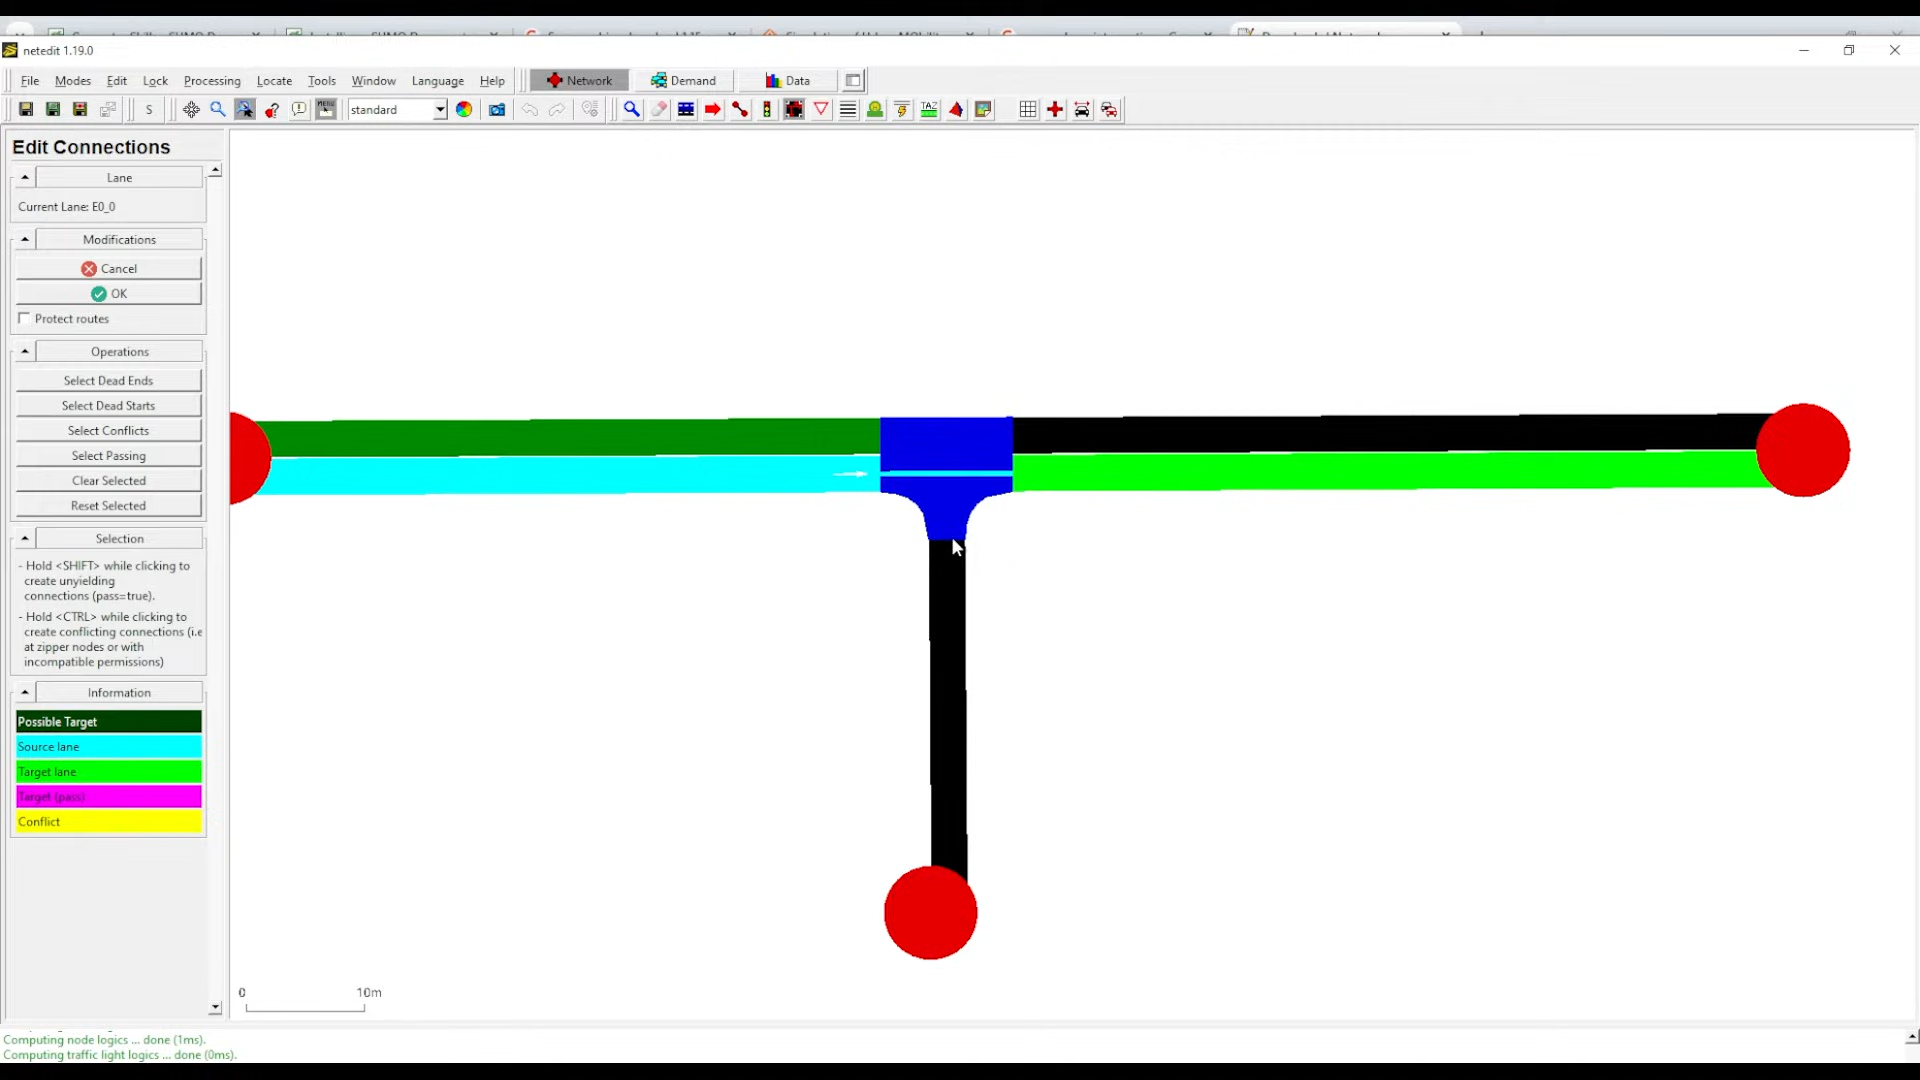 netedit 1.19.0
File Modes Edit Lock Processing Locate Tools Window Language Help Network Demand Data
S MENU standard TAZ
Edit Connections
Lane
Current Lane: E0_0
Modifications
Cancel
OK
Protect routes
Operations
Select Dead Ends
Select Dead Starts
Select Conflicts
Select Passing
Clear Selected
Reset Selected
Selection
- Hold <SHIFT> while clicking to
create unyielding
connections (pass=true).
- Hold <CTRL> while clicking to
create conflicting connections (i.e
at zipper nodes or with
incompatible permissions)
Information
Possible Target
Source lane
Target lane
Target (pass)
Conflict
0 10m
Computing node logics ... done (1ms).
Computing traffic light logics ... done (0ms).